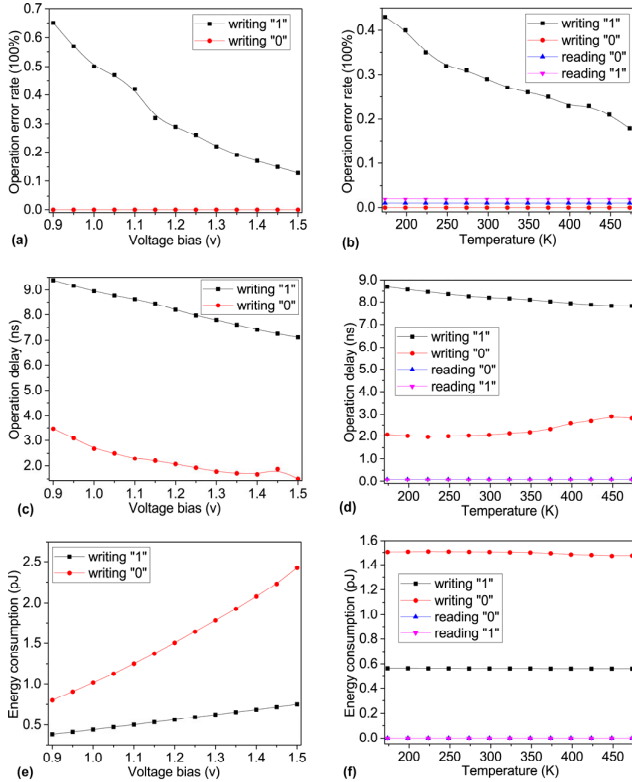 Operation error rate (100%)
0.7
0.6
0.5
0.4
0.3
0.2
0.1
0.0
writing "1"
writing "0"
0.9 1.0 1.1 1.2 1.3 1.4 1.5
(a) Voltage bias (v)
Operation error rate (100%)
0.4
0.2
0.0
writing "1"
writing "0"
reading "0"
reading "1"
200 250 300 350 400 450
(b) Temperature (K)
Operation delay (ns)
9.0
8.0
7.0
6.0
5.0
4.0
3.0
2.0
writing "1"
writing "0"
0.9 1.0 1.1 1.2 1.3 1.4 1.5
(c) Voltage bias (v)
Operation delay (ns)
9.0
8.0
7.0
6.0
5.0
4.0
3.0
2.0
1.0
0.0
writing "1"
writing "0"
reading "0"
reading "1"
200 250 300 350 400 450
(d) Temperature (K)
Energy consumption (pJ)
2.5
2.0
1.5
1.0
0.5
writing "1"
writing "0"
0.9 1.0 1.1 1.2 1.3 1.4 1.5
(e) Voltage bias (v)
Energy consumption (pJ)
1.6
1.4
1.2
1.0
0.8
0.6
0.4
0.2
0.0
writing "1"
writing "0"
reading "0"
reading "1"
200 250 300 350 400 450
(f) Temperature (K)